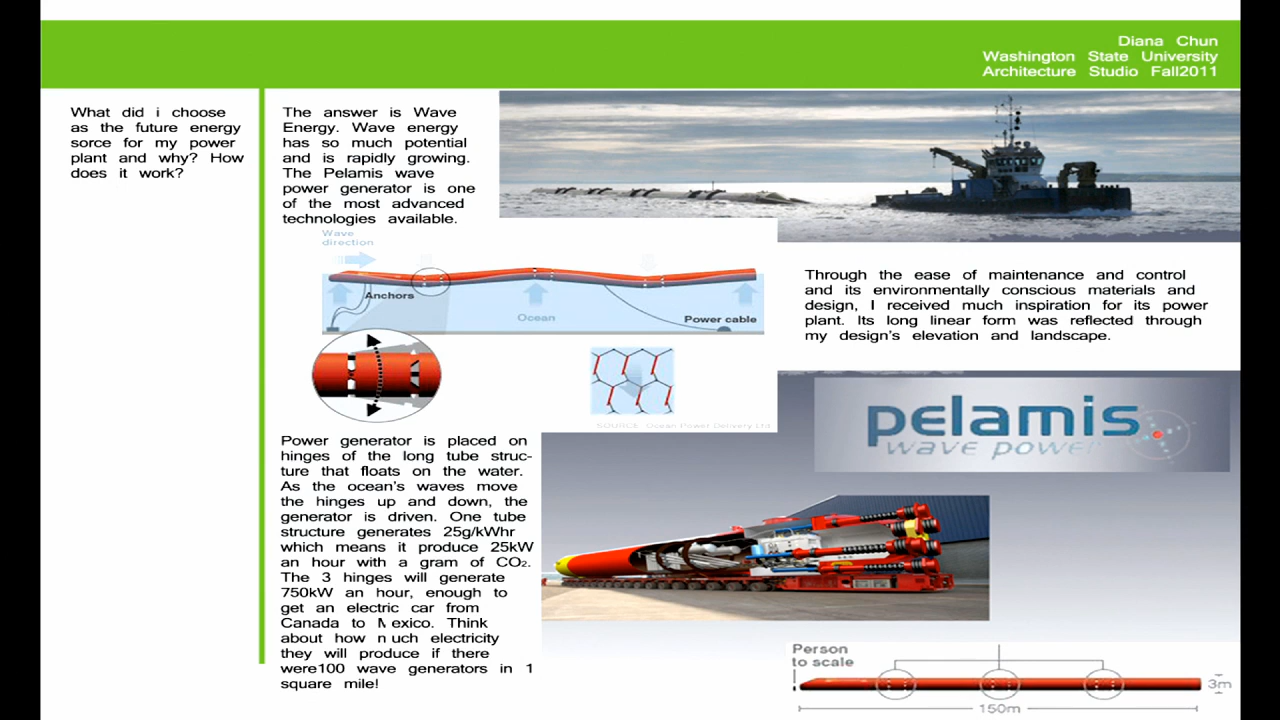 Diana Chun
Washington State University
Architecture Studio Fall2011
What did i choose
as the future energy
sorce for my power
plant and why? How
does it work?
The answer is Wave
Energy. Wave energy
has so much potential
and is rapidly growing.
The Pelamis wave
power generator is one
of the most advanced
technologies available.
Wave
direction
Anchors
Ocean
Power cable
SOURCE: Ocean Power Delivery Ltd
Through the ease of maintenance and control
and its environmentally conscious materials and
design, I received much inspiration for its power
plant. Its long linear form was reflected through
my design's elevation and landscape.
pelamis
wave power
Power generator is placed on
hinges of the long tube struc-
ture that floats on the water.
As the ocean's waves move
the hinges up and down, the
generator is driven. One tube
structure generates 25g/kWhr
which means it produce 25kW
an hour with a gram of CO₂.
The 3 hinges will generate
750kW an hour, enough to
get an electric car from
Canada to Mexico. Think
about how much electricity
they will produce if there
were100 wave generators in 1
square mile!
Person
to scale
3m
150m